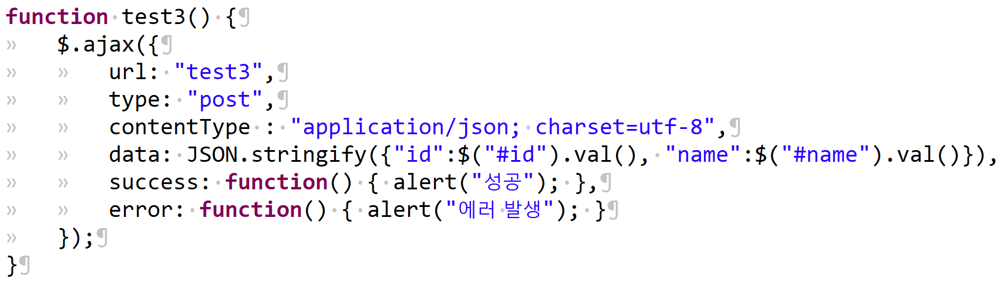 function test3() {
	$.ajax({
		url: "test3",
		type: "post",
		contentType : "application/json; charset=utf-8",
		data: JSON.stringify({"id":$("#id").val(), "name":$("#name").val()}),
		success: function() { alert("성공"); },
		error: function() { alert("에러 발생"); }
	});
}